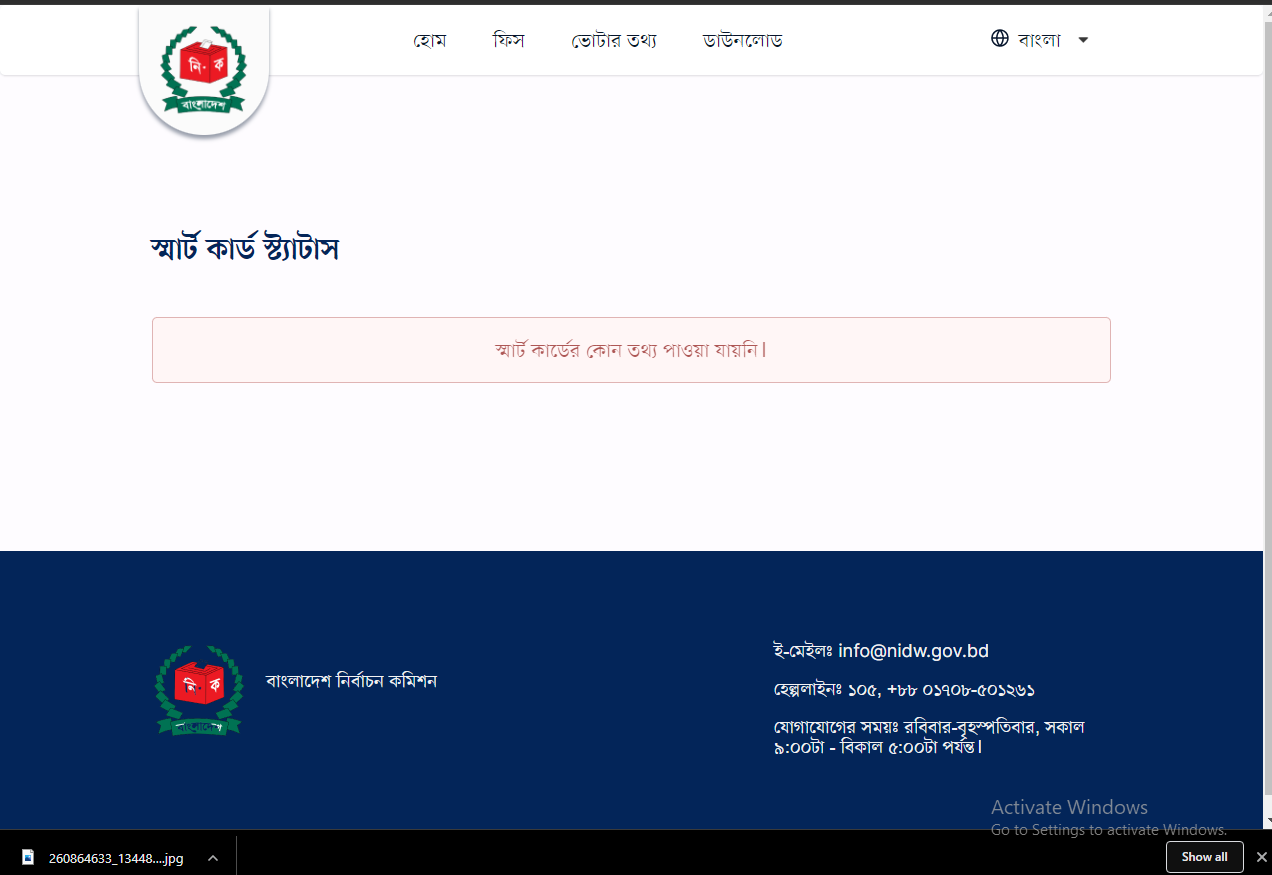 হোম
ফিস
ভোটার তথ্য
ডাউনলোড
বাংলা
নি ক
বাংলাদেশ
স্মার্ট কার্ড স্ট্যাটাস
স্মার্ট কার্ডের কোন তথ্য পাওয়া যায়নি।
নি ক
বাংলাদেশ
বাংলাদেশ নির্বাচন কমিশন
ই-মেইলঃ info@nidw.gov.bd
হেল্পলাইনঃ ১০৫, +৮৮ ০১৭০৮-৫০১২৬১
যোগাযোগের সময়ঃ রবিবার-বৃহস্পতিবার, সকাল
৯:০০টা - বিকাল ৫:০০টা পর্যন্ত।
Activate Windows
Go to Settings to activate Windows.
260864633_13448....jpg
Show all